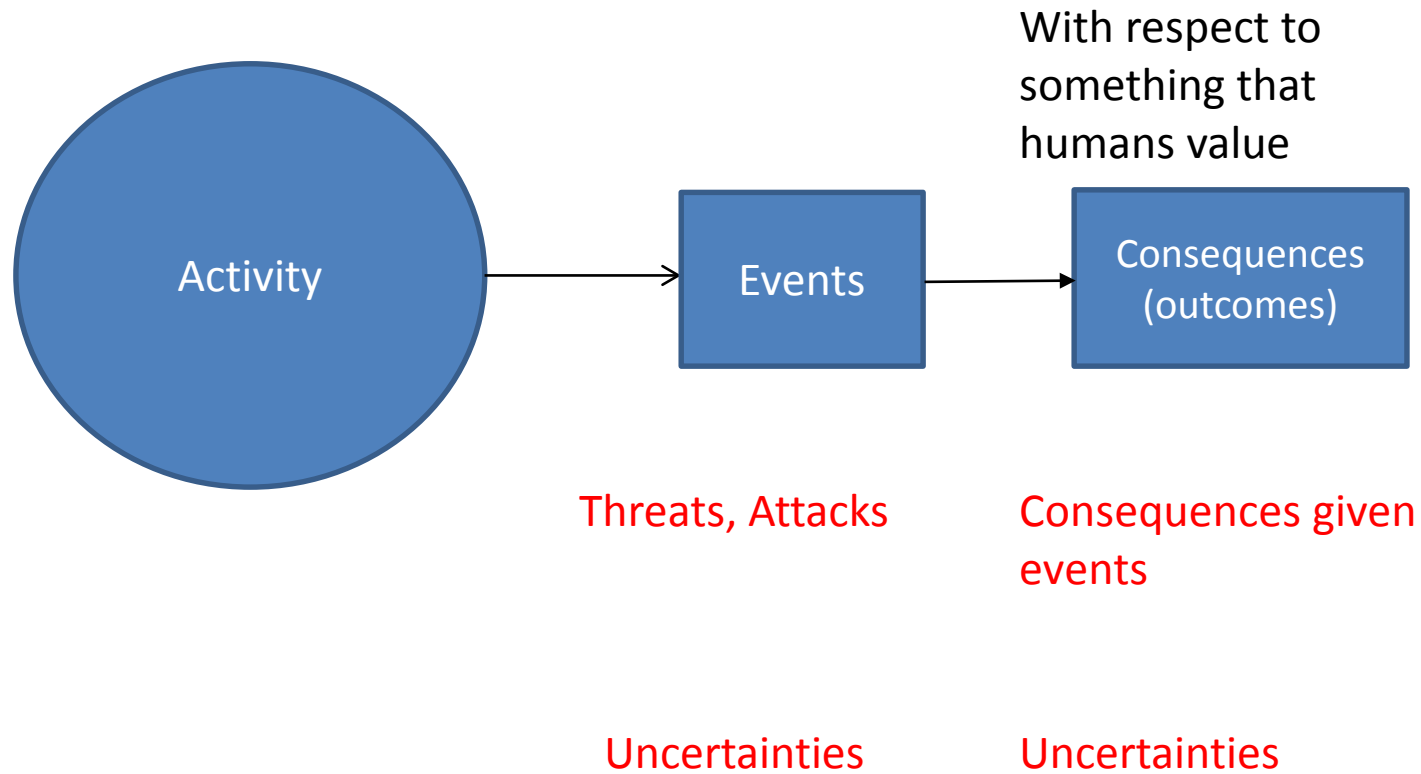 With respect to
something that
humans value
Activity
Events
Consequences
(outcomes)
Threats, Attacks
Consequences given
events
Uncertainties
Uncertainties